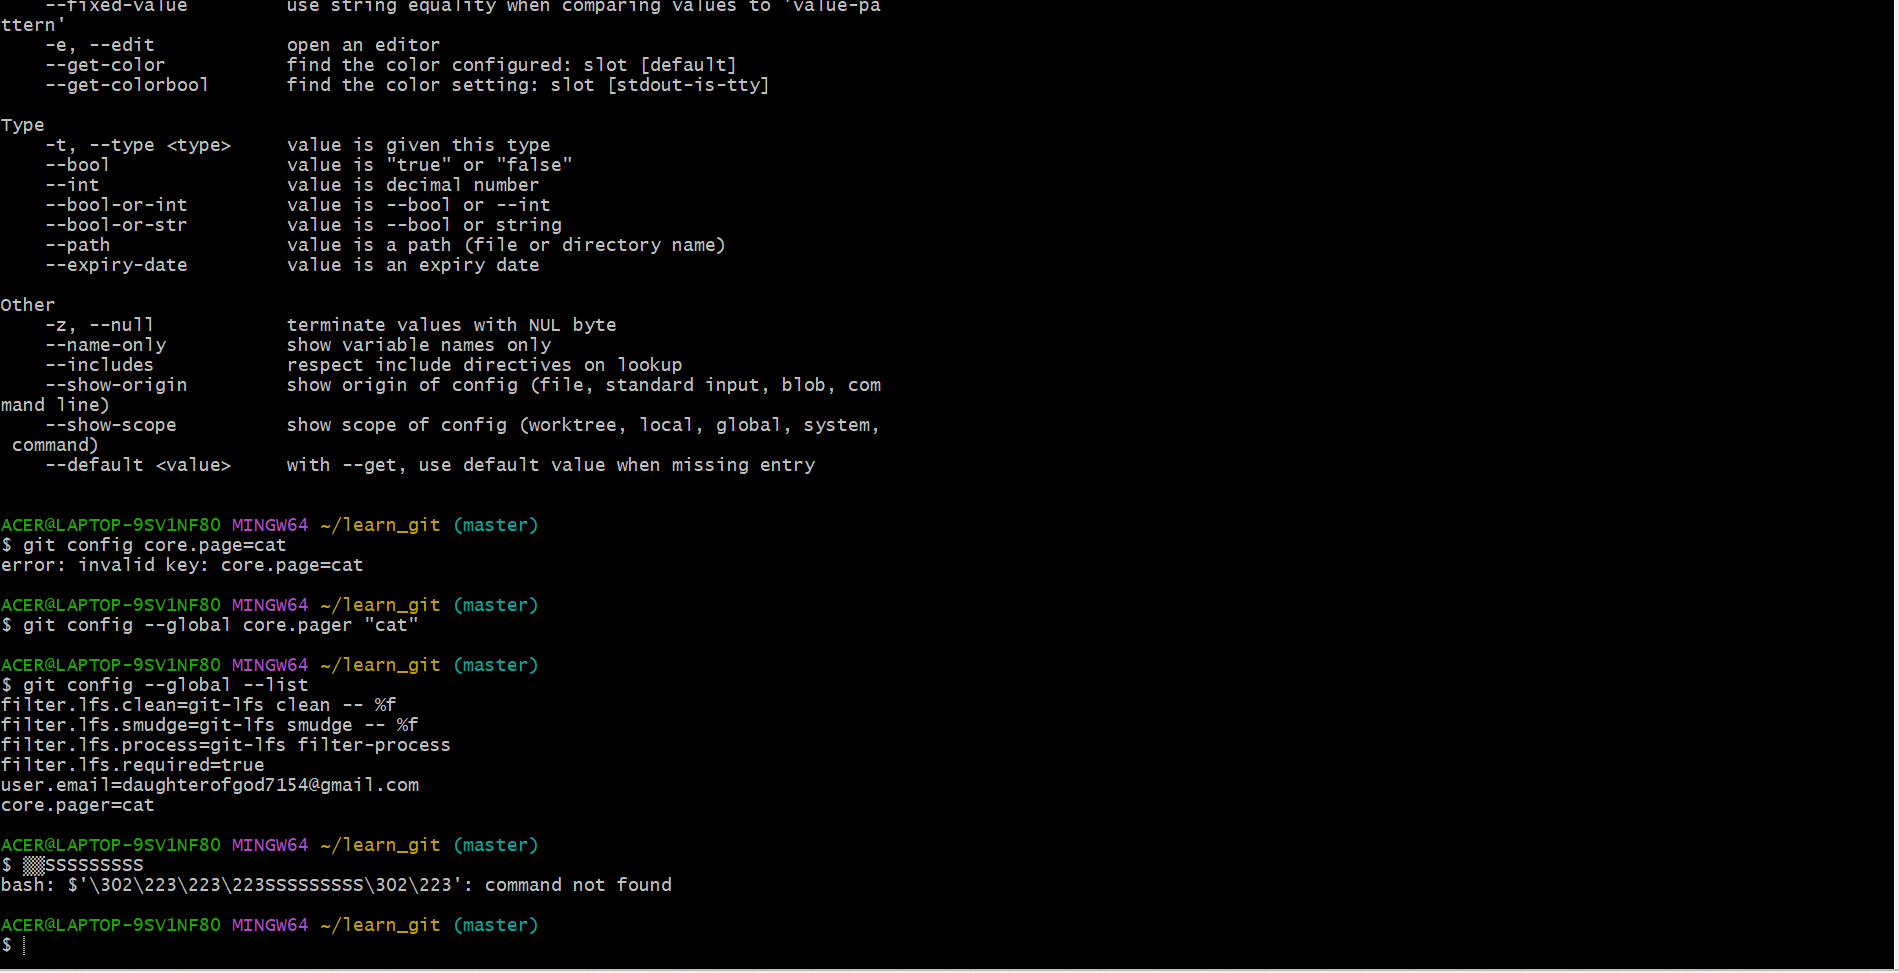 --fixed-value         use string equality when comparing values to 'value-pa
ttern'
    -e, --edit            open an editor
    --get-color           find the color configured: slot [default]
    --get-colorbool       find the color setting: slot [stdout-is-tty]
Type
    -t, --type <type>     value is given this type
    --bool                value is "true" or "false"
    --int                 value is decimal number
    --bool-or-int         value is --bool or --int
    --bool-or-str         value is --bool or string
    --path                value is a path (file or directory name)
    --expiry-date         value is an expiry date
Other
    -z, --null            terminate values with NUL byte
    --name-only           show variable names only
    --includes            respect include directives on lookup
    --show-origin         show origin of config (file, standard input, blob, com
mand line)
    --show-scope          show scope of config (worktree, local, global, system,
 command)
    --default <value>     with --get, use default value when missing entry
ACER@LAPTOP-9SV1NF80 MINGW64 ~/learn_git (master)
$ git config core.page=cat
error: invalid key: core.page=cat
ACER@LAPTOP-9SV1NF80 MINGW64 ~/learn_git (master)
$ git config --global core.pager "cat"
ACER@LAPTOP-9SV1NF80 MINGW64 ~/learn_git (master)
$ git config --global --list
filter.lfs.clean=git-lfs clean -- %f
filter.lfs.smudge=git-lfs smudge -- %f
filter.lfs.process=git-lfs filter-process
filter.lfs.required=true
user.email=daughterofgod7154@gmail.com
core.pager=cat
ACER@LAPTOP-9SV1NF80 MINGW64 ~/learn_git (master)
$ ▒▒SSSSSSSSS
bash: $'\302\223\223\223SSSSSSSSS\302\223': command not found
ACER@LAPTOP-9SV1NF80 MINGW64 ~/learn_git (master)
$